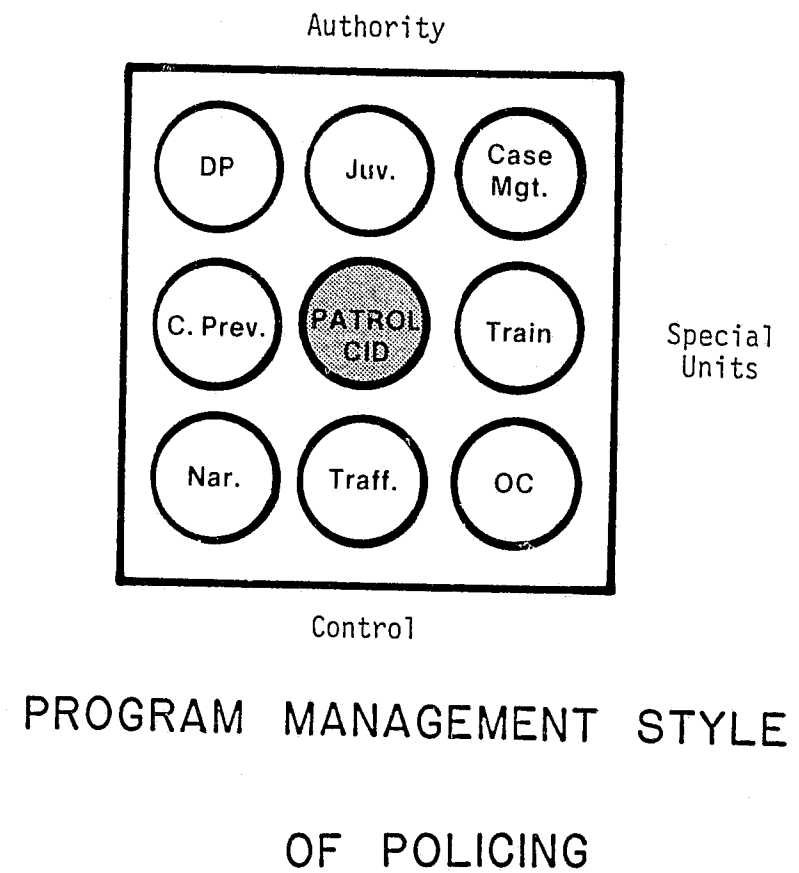 Authority
DP
Juv.
Case
Mgt.
C. Prev.
PATROL
CID
Train
Special
Units
Nar.
Traff.
OC
Control
PROGRAM MANAGEMENT STYLE
OF POLICING